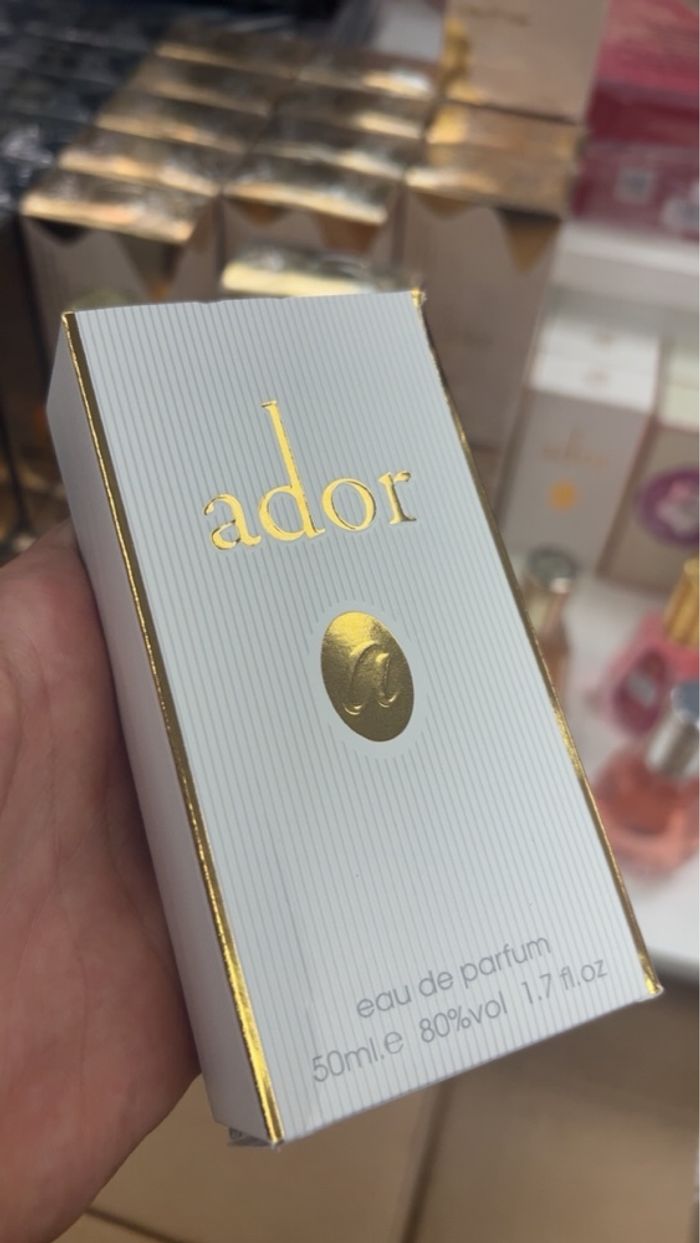 ador
a
eau de parfum
50ml.e 80%vol 1.7 fl.oz